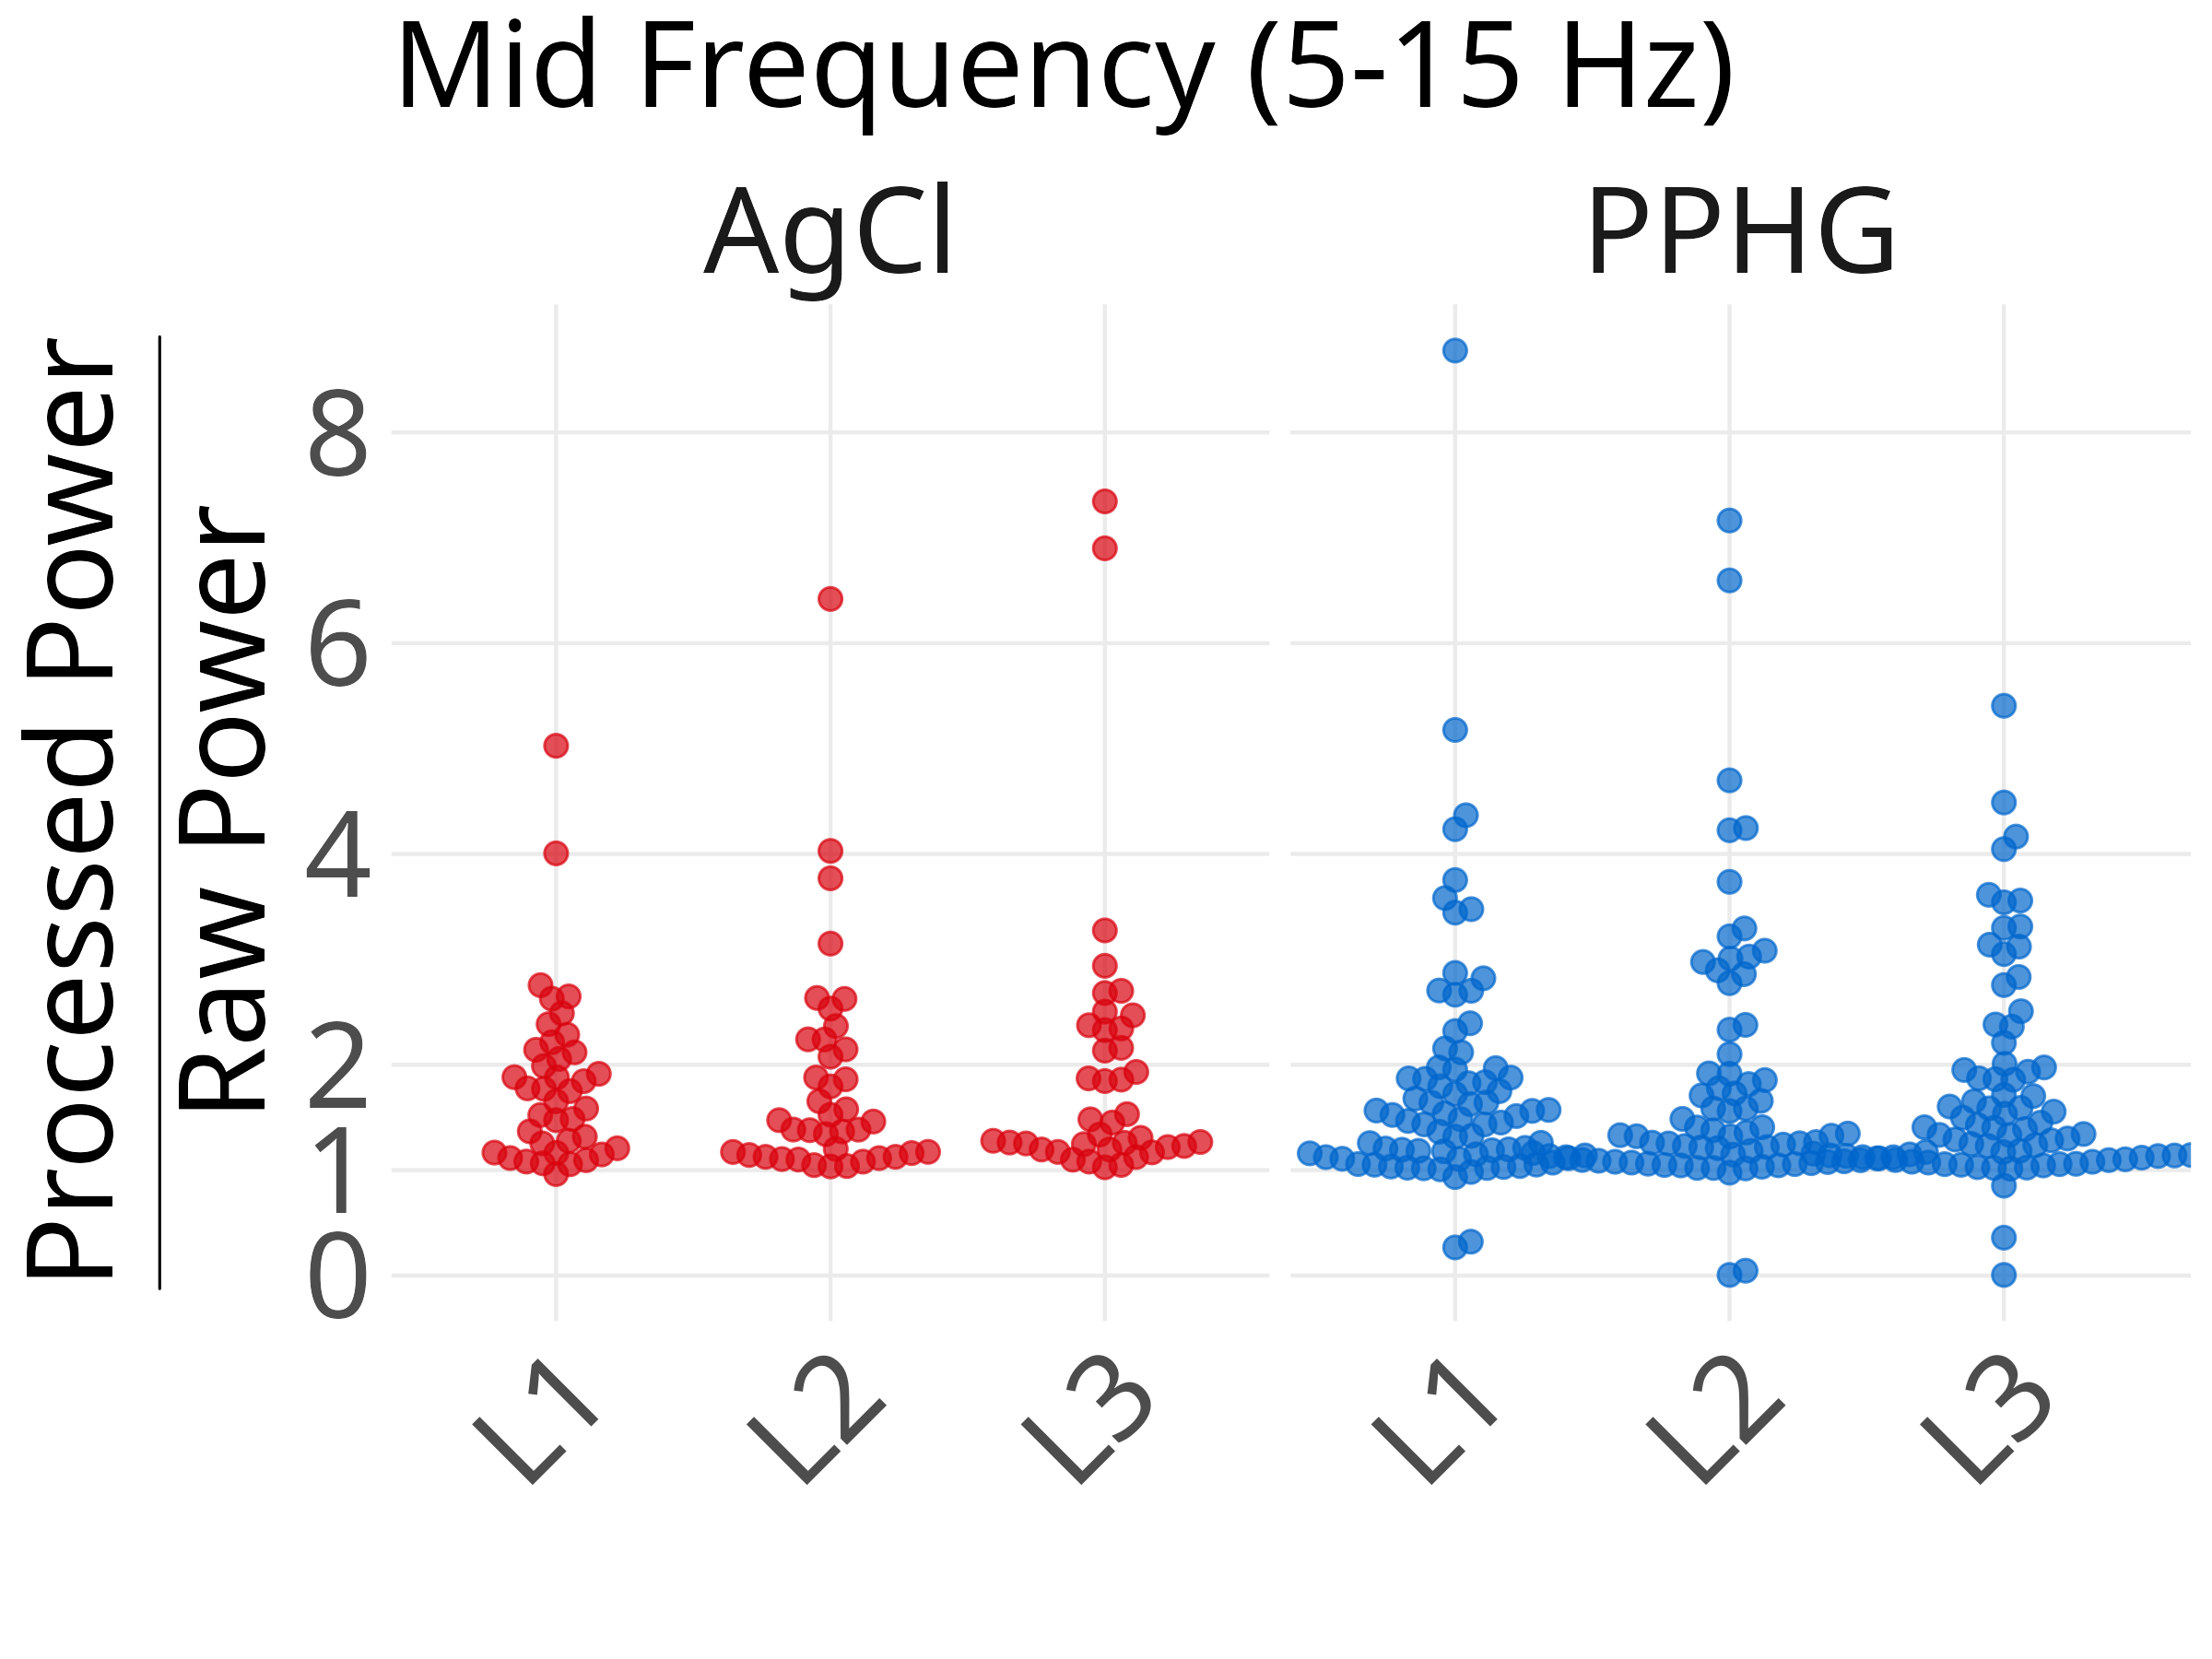 Mid Frequency (5-15 Hz)
AgCl
PPHG
Processed Power
Raw Power
8
6
4
2
1
0
L1
L2
L3
L1
L2
L3